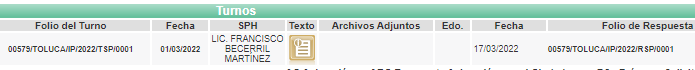 Turnos
Folio del Turno Fecha SPH Texto Archivos Adjuntos Edo. Fecha Folio de Respuesta
00579/TOLUCA/IP/2022/TSP/0001 01/03/2022 LIC. FRANCISCO BECERRIL MARTINEZ 17/03/2022 00579/TOLUCA/IP/2022/RSP/0001